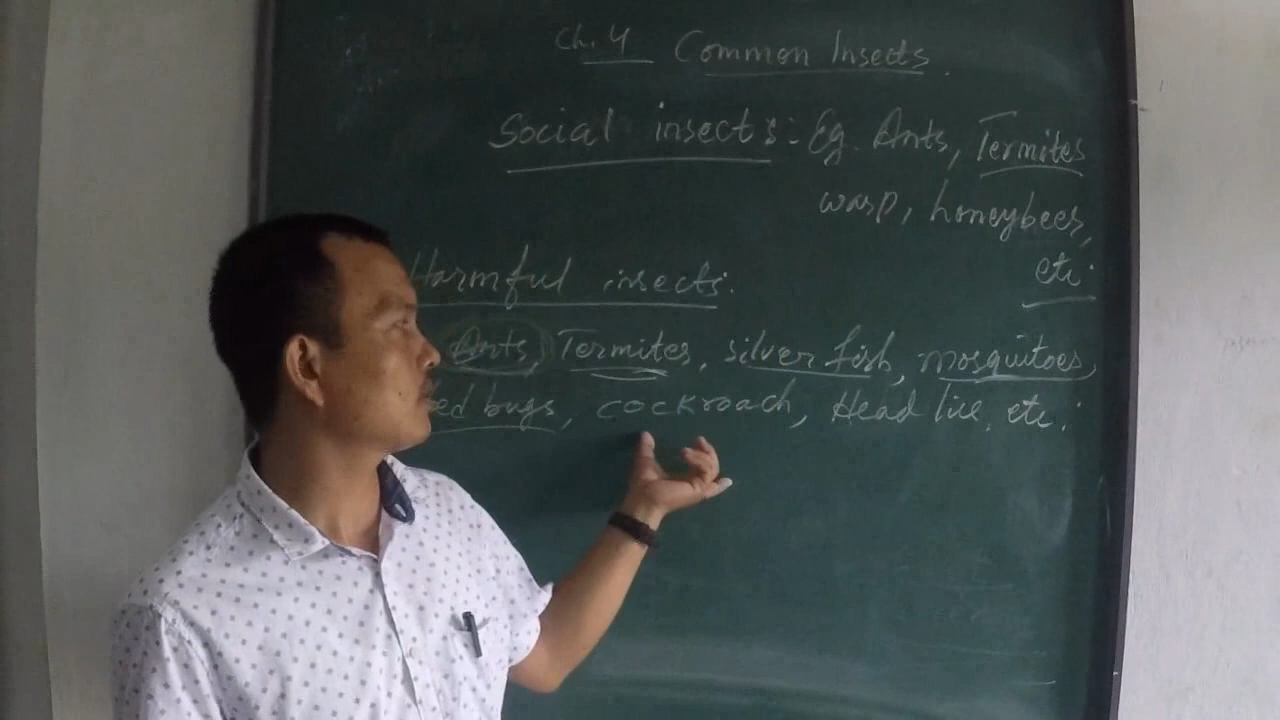 Ch. 4 Common Insects.
Social insects:- Eg. Ants, Termites
wasp, honeybees,
etc.
Harmful insects.
Ants Termites, silver fish, mosquitoes,
ed bugs, cockroach, Head lice, etc.